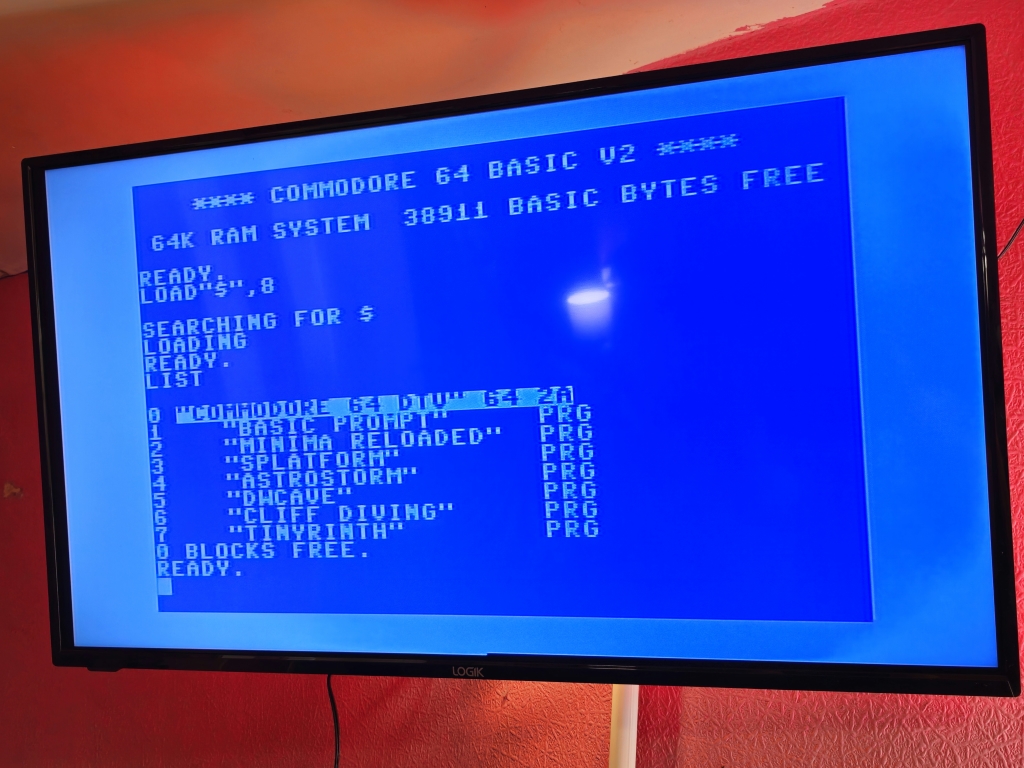 **** COMMODORE 64 BASIC V2 ****
64K RAM SYSTEM 38911 BASIC BYTES FREE
READY.
LOAD"$",8
SEARCHING FOR $
LOADING
READY.
LIST
0 "COMMODORE 64 DTV" 64 2A
1 "BASIC PROMPT" PRG
2 "MINIMA RELOADED" PRG
3 "SPLATFORM" PRG
4 "ASTROSTORM" PRG
5 "DWCAVE" PRG
6 "CLIFF DIVING" PRG
7 "TINYRINTH" PRG
0 BLOCKS FREE.
READY.
LOGIK